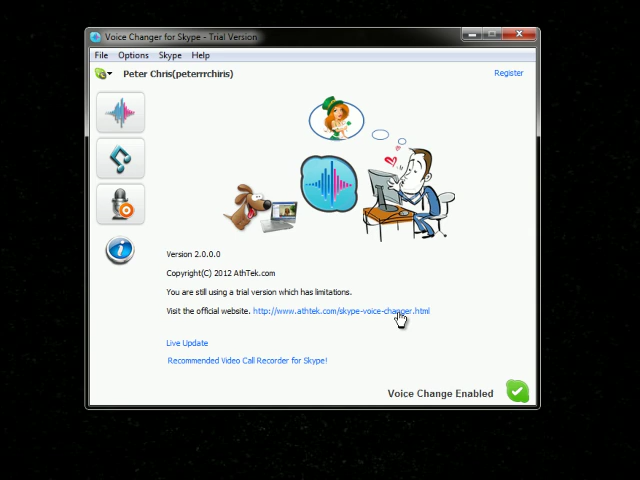 Voice Changer for Skype - Trial Version
File Options Skype Help
Peter Chris(peterrrchiris)
Register
Version 2.0.0.0
Copyright(C) 2012 AthTek.com
You are still using a trial version which has limitations.
Visit the official website. http://www.athtek.com/skype-voice-changer.html
Live Update
Recommended Video Call Recorder for Skype!
Voice Change Enabled